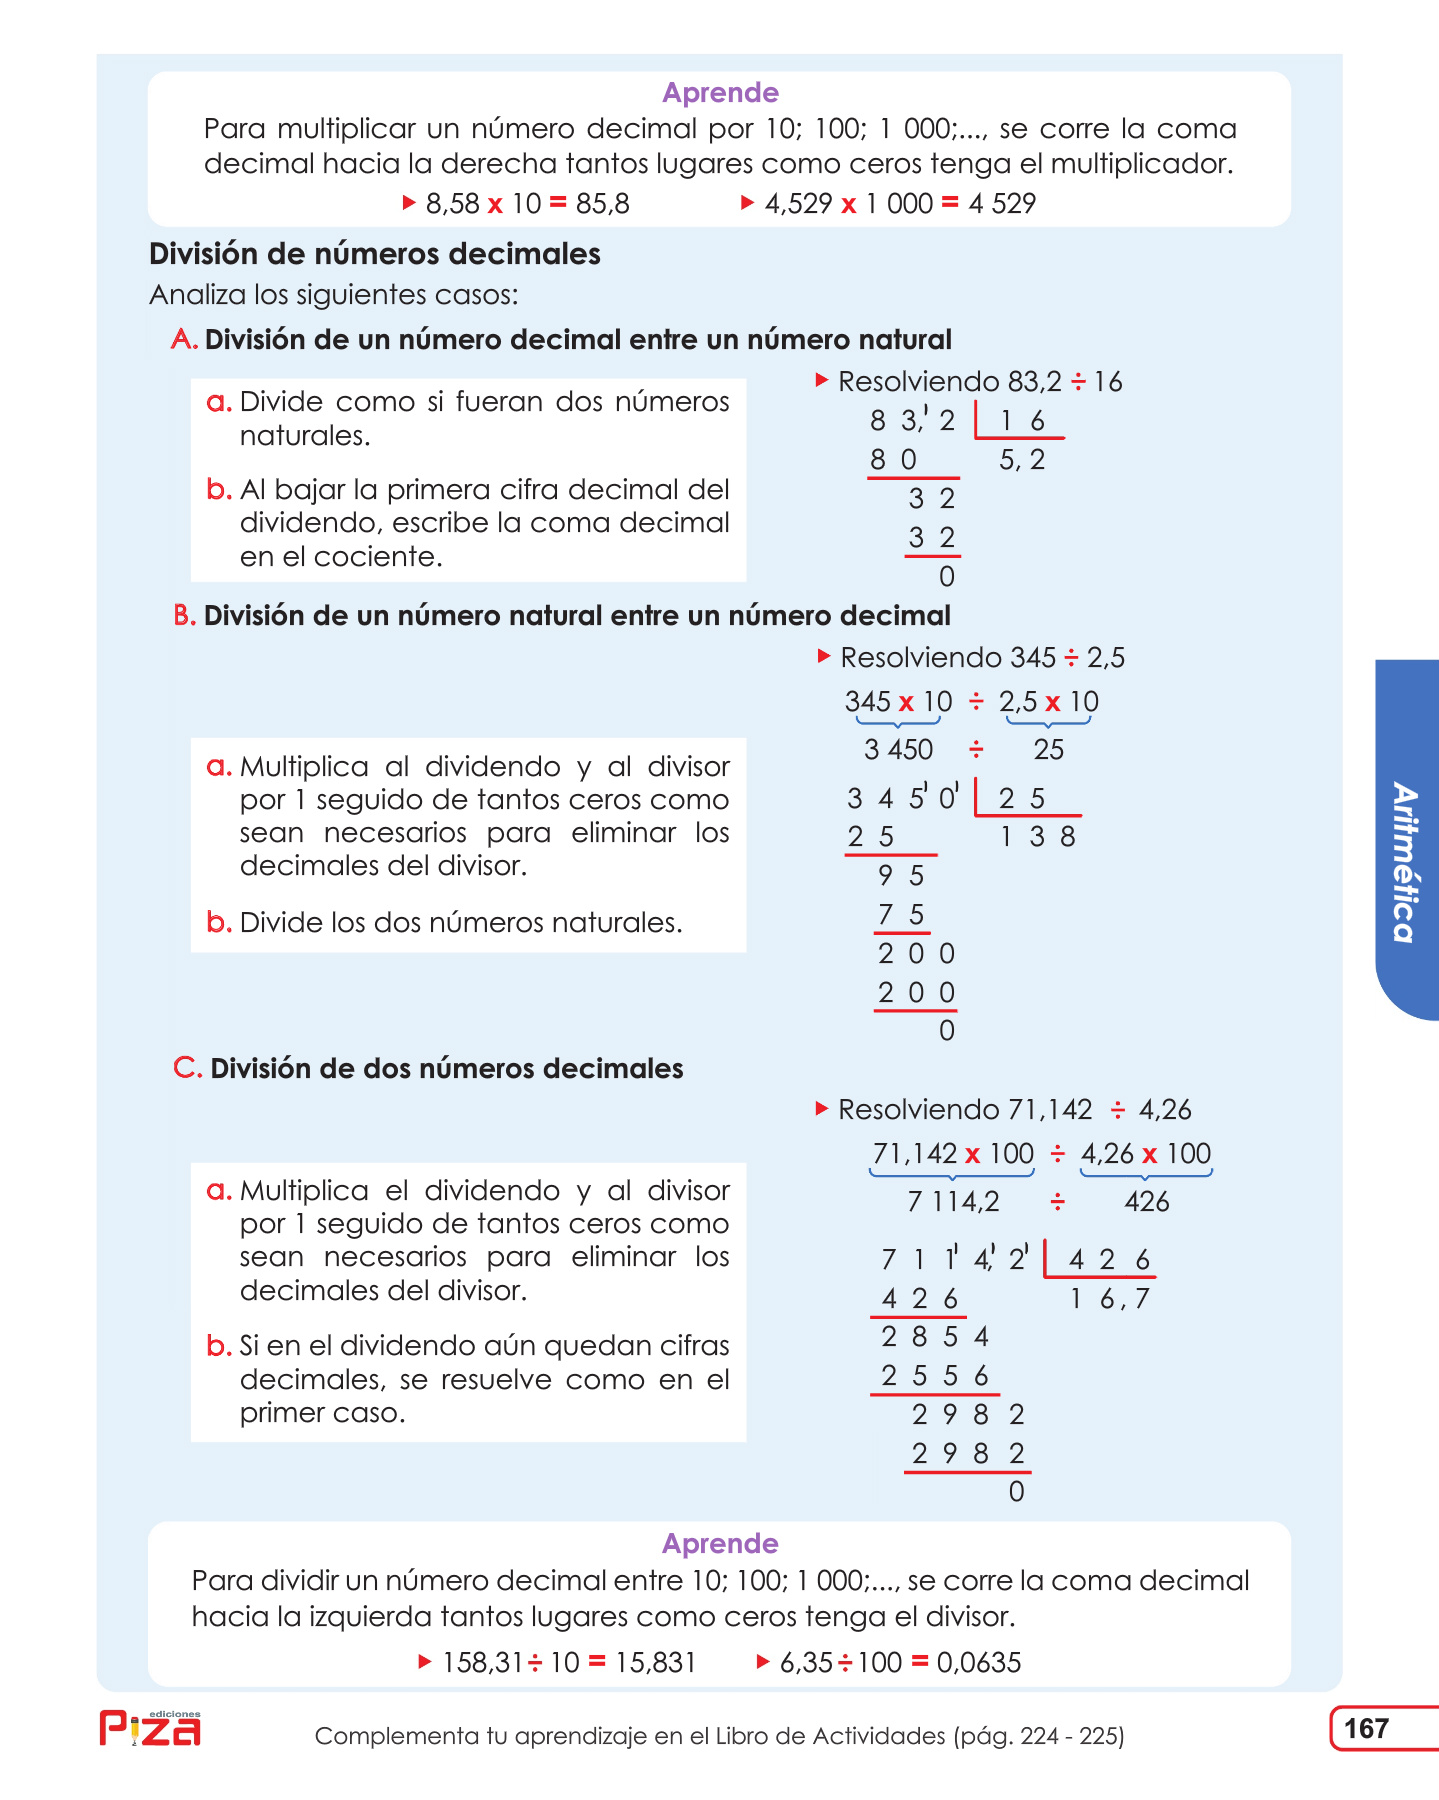 Aprende
Para multiplicar un número decimal por 10; 100; 1 000;..., se corre la coma
decimal hacia la derecha tantos lugares como ceros tenga el multiplicador.
8,58 x 10 = 85,8
4,529 x 1 000 = 4 529
División de números decimales
Analiza los siguientes casos:
A. División de un número decimal entre un número natural
a. Divide como si fueran dos números
naturales.
b. Al bajar la primera cifra decimal del
dividendo, escribe la coma decimal
en el cociente.
Resolviendo 83,2 ÷ 16
8 3,' 2 1 6
8 0 5, 2
3 2
3 2
0
B. División de un número natural entre un número decimal
a. Multiplica al dividendo y al divisor
por 1 seguido de tantos ceros como
sean necesarios para eliminar los
decimales del divisor.
b. Divide los dos números naturales.
Resolviendo 345 ÷ 2,5
345 x 10 ÷ 2,5 x 10
3 450 ÷ 25
3 4 5' 0' 2 5
2 5 1 3 8
9 5
7 5
2 0 0
2 0 0
0
C. División de dos números decimales
a. Multiplica el dividendo y al divisor
por 1 seguido de tantos ceros como
sean necesarios para eliminar los
decimales del divisor.
b. Si en el dividendo aún quedan cifras
decimales, se resuelve como en el
primer caso.
Resolviendo 71,142 ÷ 4,26
71,142 x 100 ÷ 4,26 x 100
7 114,2 ÷ 426
7 1 1' 4,' 2' 4 2 6
4 2 6 1 6, 7
2 8 5 4
2 5 5 6
2 9 8 2
2 9 8 2
0
Aprende
Para dividir un número decimal entre 10; 100; 1 000;..., se corre la coma decimal
hacia la izquierda tantos lugares como ceros tenga el divisor.
158,31 ÷ 10 = 15,831
6,35 ÷ 100 = 0,0635
Aritmética
ediciones
Piza
Complementa tu aprendizaje en el Libro de Actividades (pág. 224 - 225)
167